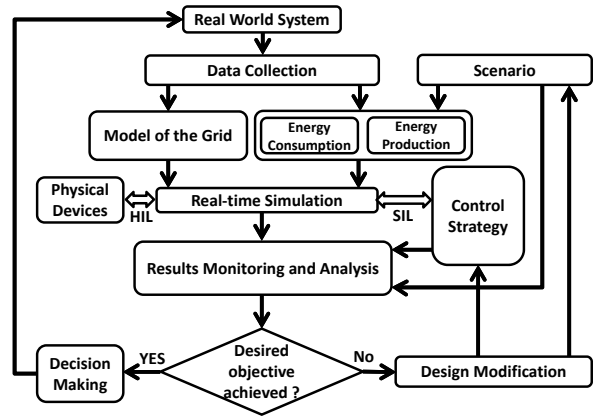 Real World System
Data Collection
Scenario
Model of the Grid
Energy
Consumption
Energy
Production
Physical
Devices
HIL
Real-time Simulation
SIL
Control
Strategy
Results Monitoring and Analysis
Decision
Making
YES
Desired
objective
achieved ?
No
Design Modification